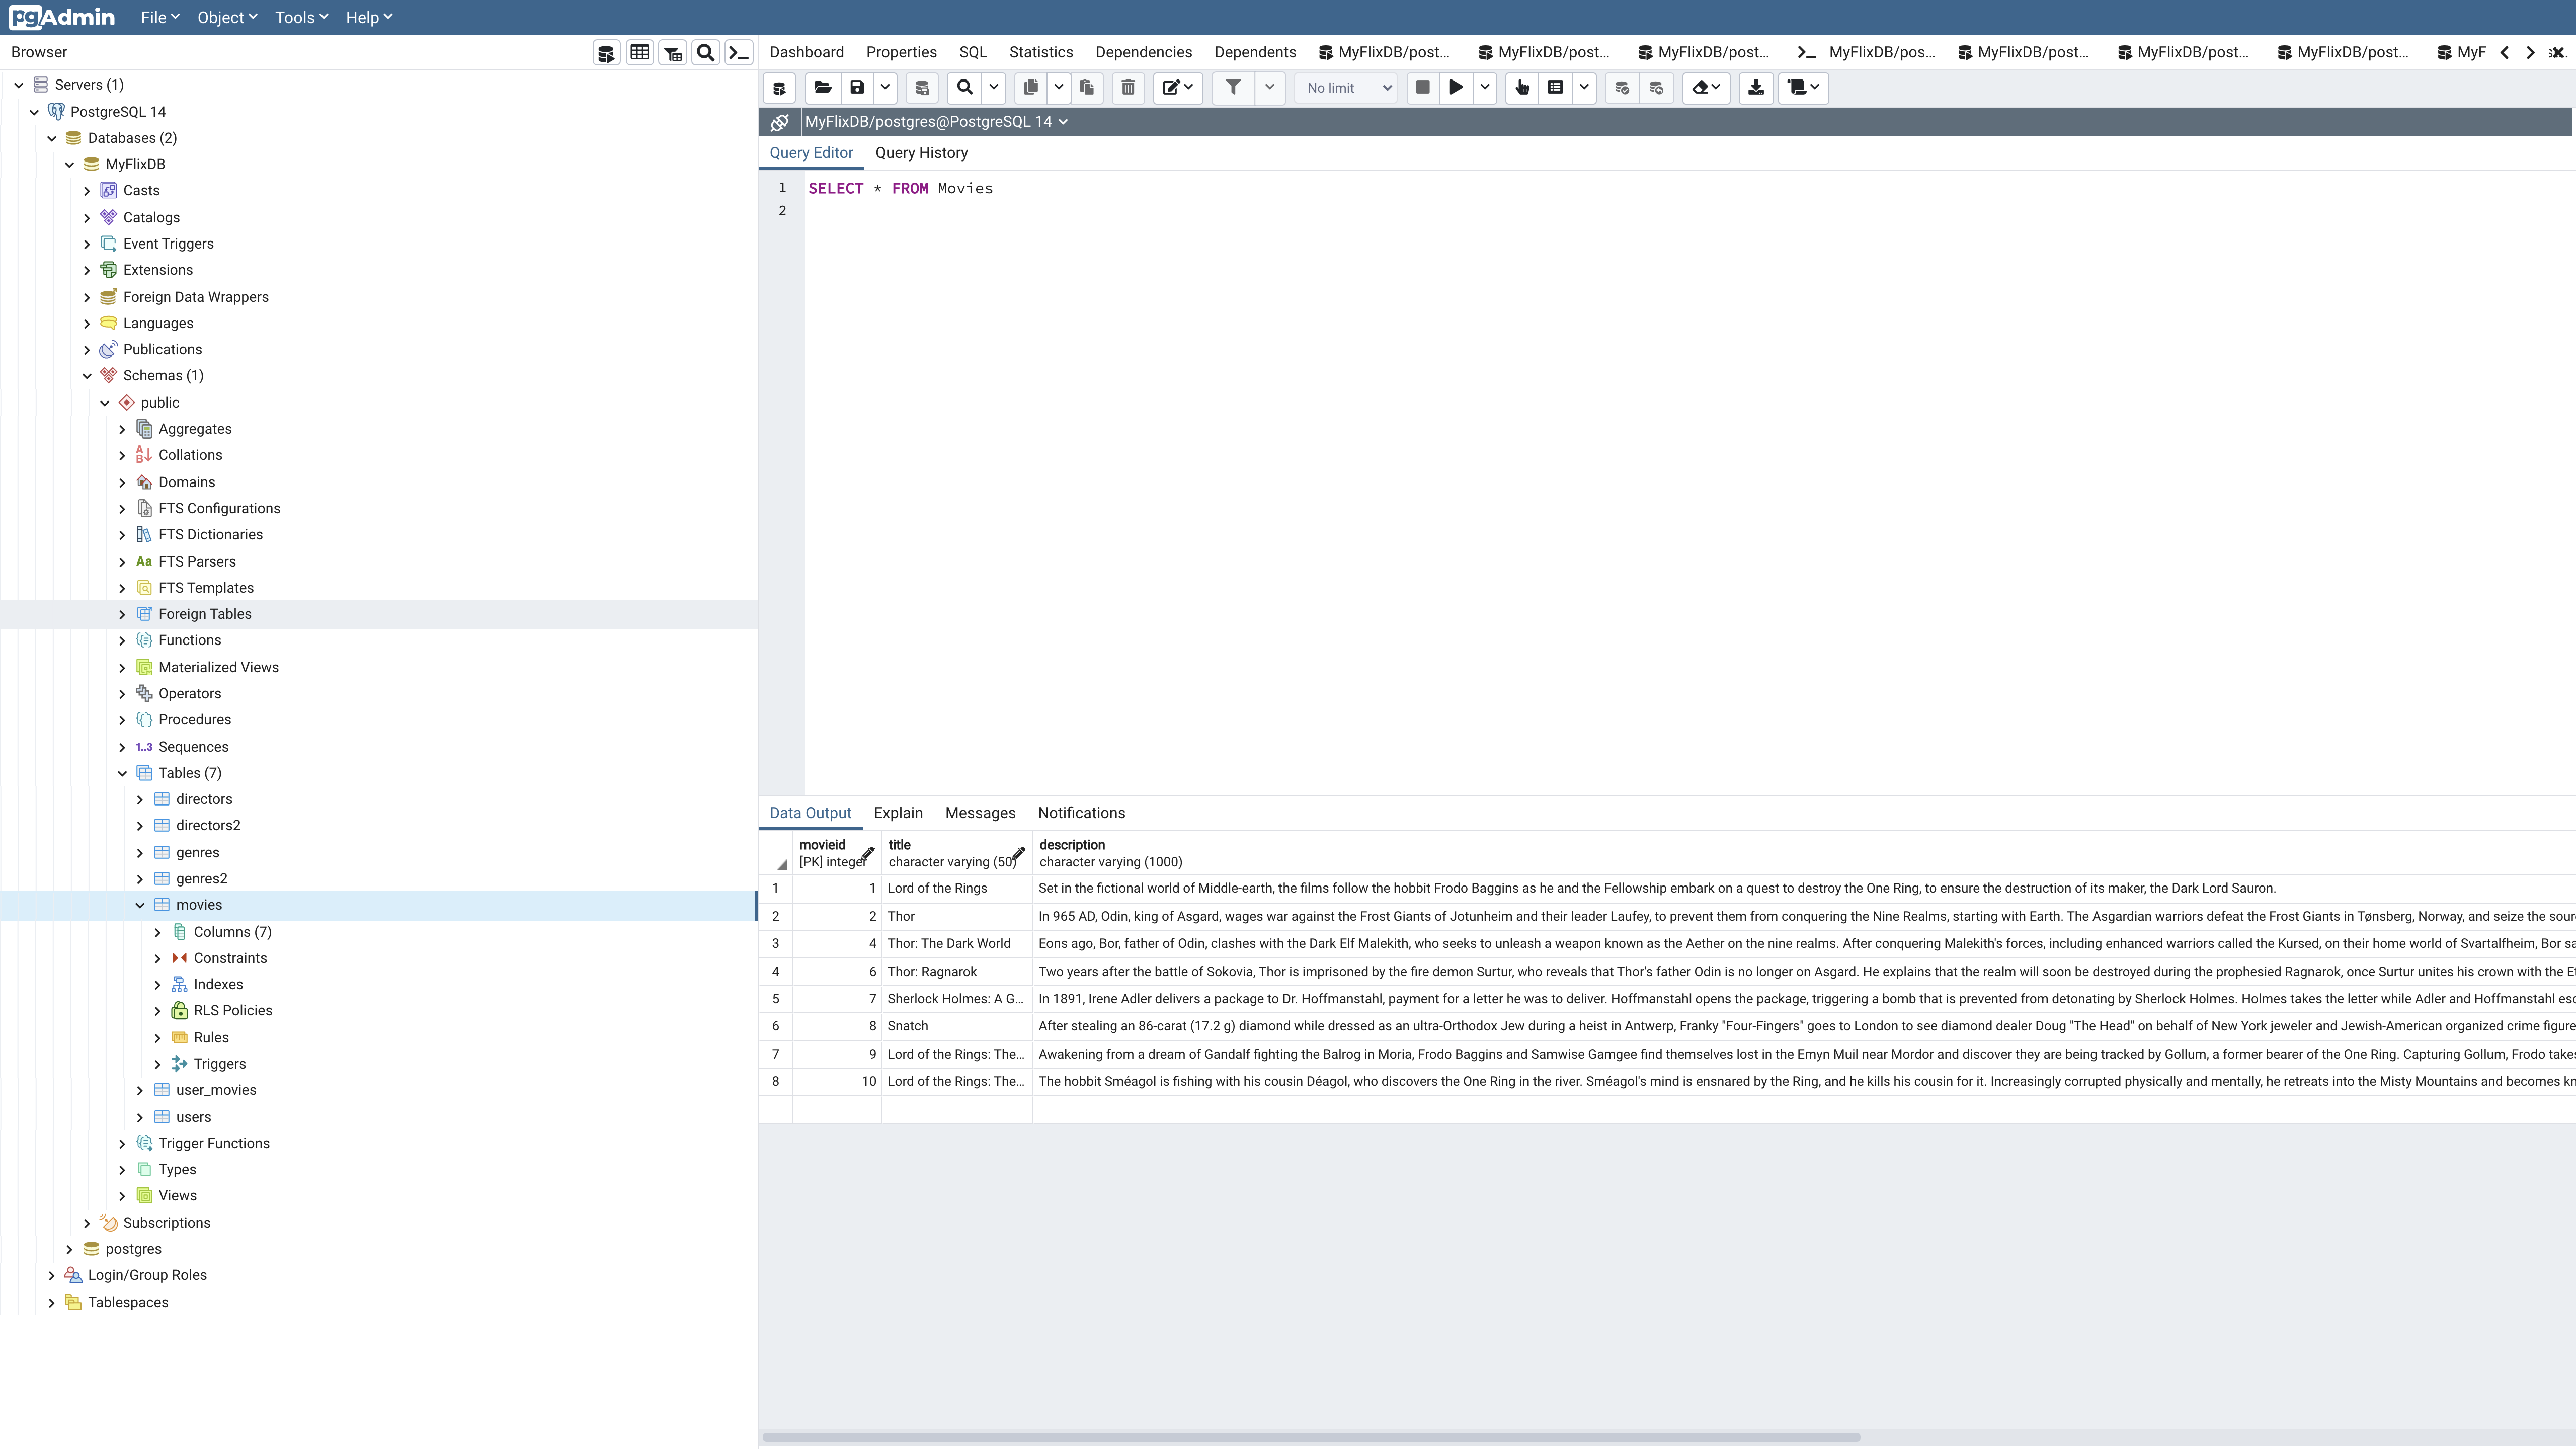 pgAdmin File Object Tools Help
Browser
Servers (1)
PostgreSQL 14
Databases (2)
MyFlixDB
Casts
Catalogs
Event Triggers
Extensions
Foreign Data Wrappers
Languages
Publications
Schemas (1)
public
Aggregates
Collations
Domains
FTS Configurations
FTS Dictionaries
Aa FTS Parsers
FTS Templates
Foreign Tables
Functions
Materialized Views
Operators
Procedures
1..3 Sequences
Tables (7)
directors
directors2
genres
genres2
movies
Columns (7)
Constraints
Indexes
RLS Policies
Rules
Triggers
user_movies
users
Trigger Functions
Types
Views
Subscriptions
postgres
Login/Group Roles
Tablespaces
Dashboard Properties SQL Statistics Dependencies Dependents MyFlixDB/post... MyFlixDB/post... MyFlixDB/post... MyFlixDB/pos... MyFlixDB/post... MyFlixDB/post... MyFlixDB/post... MyF
No limit
MyFlixDB/postgres@PostgreSQL 14
Query Editor Query History
1 SELECT * FROM Movies
2
Data Output Explain Messages Notifications
movieid title description
[PK] integer character varying (50) character varying (1000)
1 1 Lord of the Rings Set in the fictional world of Middle-earth, the films follow the hobbit Frodo Baggins as he and the Fellowship embark on a quest to destroy the One Ring, to ensure the destruction of its maker, the Dark Lord Sauron.
2 2 Thor In 965 AD, Odin, king of Asgard, wages war against the Frost Giants of Jotunheim and their leader Laufey, to prevent them from conquering the Nine Realms, starting with Earth. The Asgardian warriors defeat the Frost Giants in Tønsberg, Norway, and seize the sour
3 4 Thor: The Dark World Eons ago, Bor, father of Odin, clashes with the Dark Elf Malekith, who seeks to unleash a weapon known as the Aether on the nine realms. After conquering Malekith's forces, including enhanced warriors called the Kursed, on their home world of Svartalfheim, Bor sa
4 6 Thor: Ragnarok Two years after the battle of Sokovia, Thor is imprisoned by the fire demon Surtur, who reveals that Thor's father Odin is no longer on Asgard. He explains that the realm will soon be destroyed during the prophesied Ragnarok, once Surtur unites his crown with the E
5 7 Sherlock Holmes: A G... In 1891, Irene Adler delivers a package to Dr. Hoffmanstahl, payment for a letter he was to deliver. Hoffmanstahl opens the package, triggering a bomb that is prevented from detonating by Sherlock Holmes. Holmes takes the letter while Adler and Hoffmanstahl esc
6 8 Snatch After stealing an 86-carat (17.2 g) diamond while dressed as an ultra-Orthodox Jew during a heist in Antwerp, Franky "Four-Fingers" goes to London to see diamond dealer Doug "The Head" on behalf of New York jeweler and Jewish-American organized crime figure
7 9 Lord of the Rings: The... Awakening from a dream of Gandalf fighting the Balrog in Moria, Frodo Baggins and Samwise Gamgee find themselves lost in the Emyn Muil near Mordor and discover they are being tracked by Gollum, a former bearer of the One Ring. Capturing Gollum, Frodo take
8 10 Lord of the Rings: The... The hobbit Sméagol is fishing with his cousin Déagol, who discovers the One Ring in the river. Sméagol's mind is ensnared by the Ring, and he kills his cousin for it. Increasingly corrupted physically and mentally, he retreats into the Misty Mountains and becomes kn